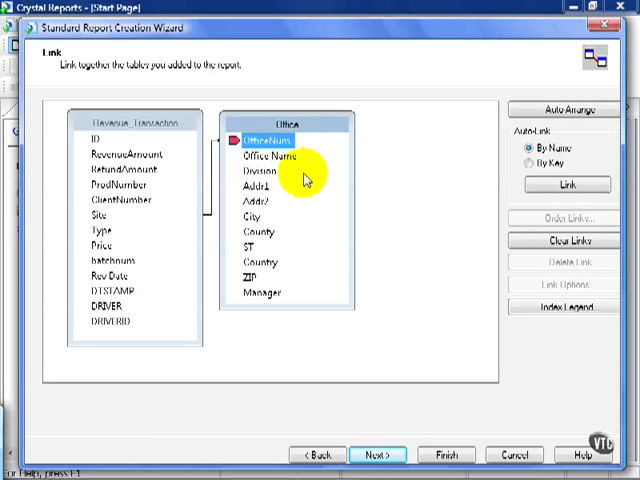 Crystal Reports - [Start Page]
Standard Report Creation Wizard
Link
Link together the tables you added to the report.
Revenue_Transaction
ID
RevenueAmount
RefundAmount
ProdNumber
ClientNumber
Site
Type
Price
batchnum
Rev Date
DTSTAMP
DRIVER
DRIVERID
Office
OfficeNum
Office Name
Division
Addr1
Addr2
City
County
ST
Country
ZIP
Manager
Auto Arrange
Auto-Link
By Name
By Key
Link
Order Links...
Clear Links
Delete Link
Link Options...
Index Legend...
< Back
Next >
Finish
Cancel
Help
VTC
For Help, press F1